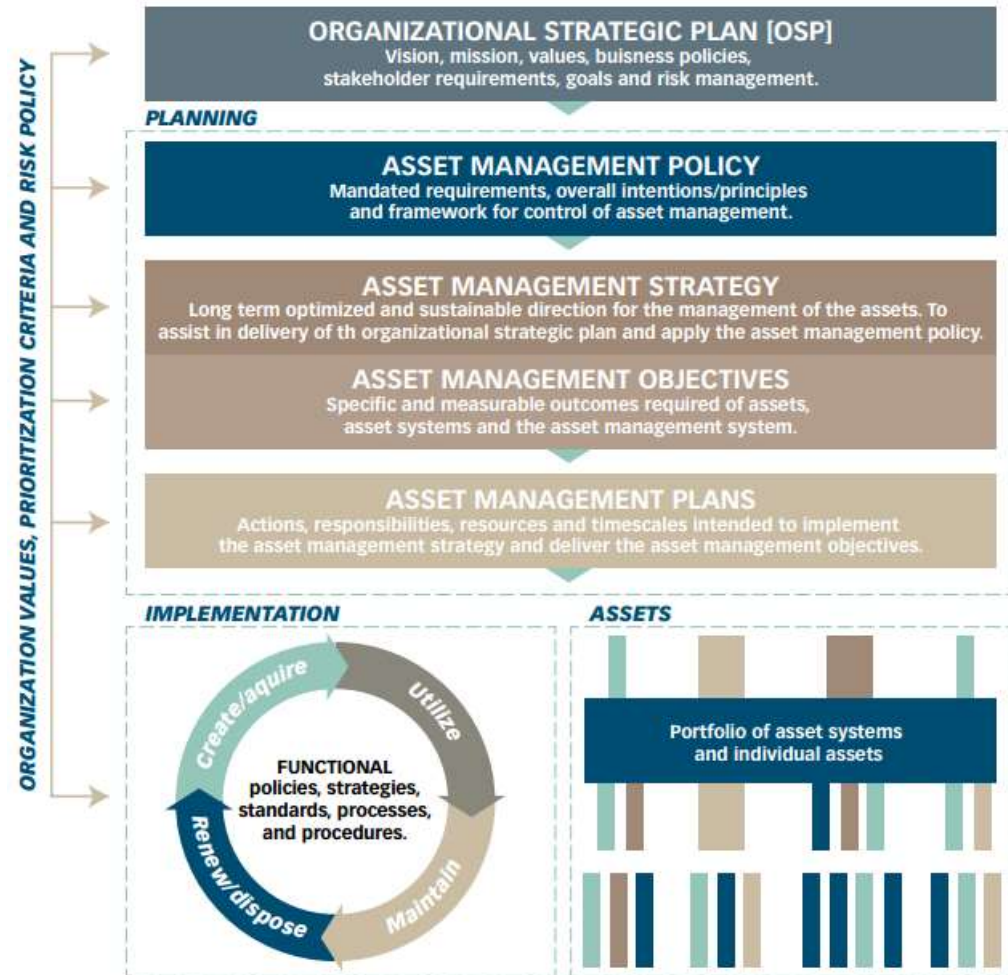 ORGANIZATION VALUES, PRIORITIZATION CRITERIA AND RISK POLICY
ORGANIZATIONAL STRATEGIC PLAN [OSP]
Vision, mission, values, buisness policies,
stakeholder requirements, goals and risk management.
PLANNING
ASSET MANAGEMENT POLICY
Mandated requirements, overall intentions/principles
and framework for control of asset management.
ASSET MANAGEMENT STRATEGY
Long term optimized and sustainable direction for the management of the assets. To
assist in delivery of th organizational strategic plan and apply the asset management policy.
ASSET MANAGEMENT OBJECTIVES
Specific and measurable outcomes required of assets,
asset systems and the asset management system.
ASSET MANAGEMENT PLANS
Actions, responsibilities, resources and timescales intended to implement
the asset management strategy and deliver the asset management objectives.
IMPLEMENTATION
Create/aquire
Utilize
Maintain
Renew/dispose
FUNCTIONAL
policies, strategies,
standards, processes,
and procedures.
ASSETS
Portfolio of asset systems
and individual assets